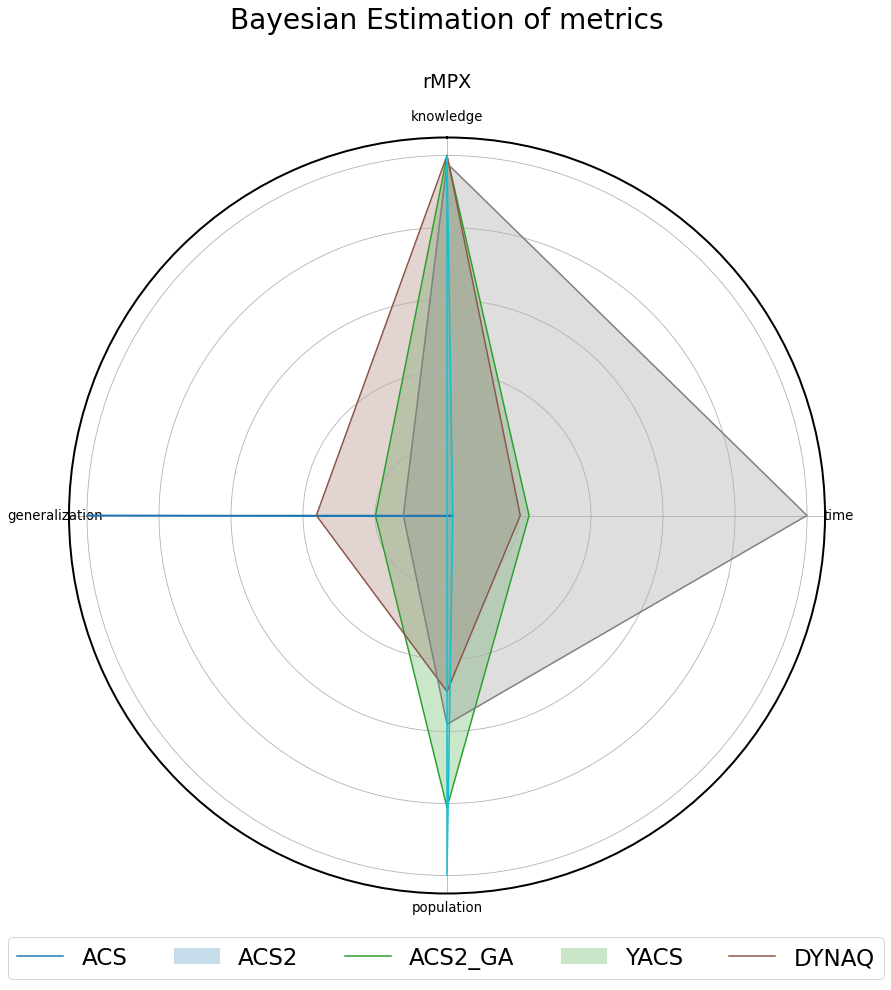 Bayesian Estimation of metrics
rMPX
knowledge
generalization
time
population
ACS ACS2 ACS2_GA YACS DYNAQ